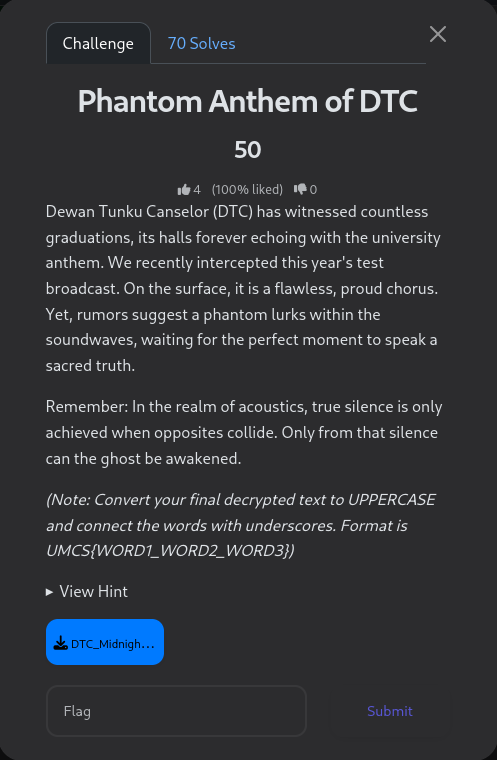 Challenge
70 Solves
Phantom Anthem of DTC
50
4 (100% liked) 0
Dewan Tunku Canselor (DTC) has witnessed countless
graduations, its halls forever echoing with the university
anthem. We recently intercepted this year's test
broadcast. On the surface, it is a flawless, proud chorus.
Yet, rumors suggest a phantom lurks within the
soundwaves, waiting for the perfect moment to speak a
sacred truth.
Remember: In the realm of acoustics, true silence is only
achieved when opposites collide. Only from that silence
can the ghost be awakened.
(Note: Convert your final decrypted text to UPPERCASE
and connect the words with underscores. Format is
UMCS{WORD1_WORD2_WORD3})
▸ View Hint
DTC_Midnigh...
Flag
Submit